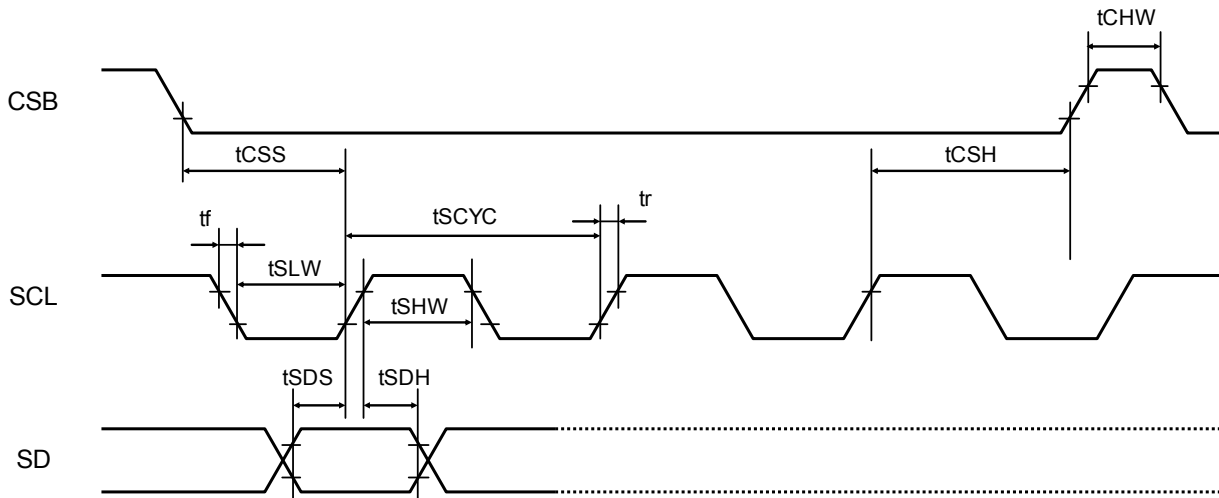 tCHW
CSB
tCSS
tCSH
tf
tSCYC
tr
tSLW
SCL
tSHW
tSDS
tSDH
SD